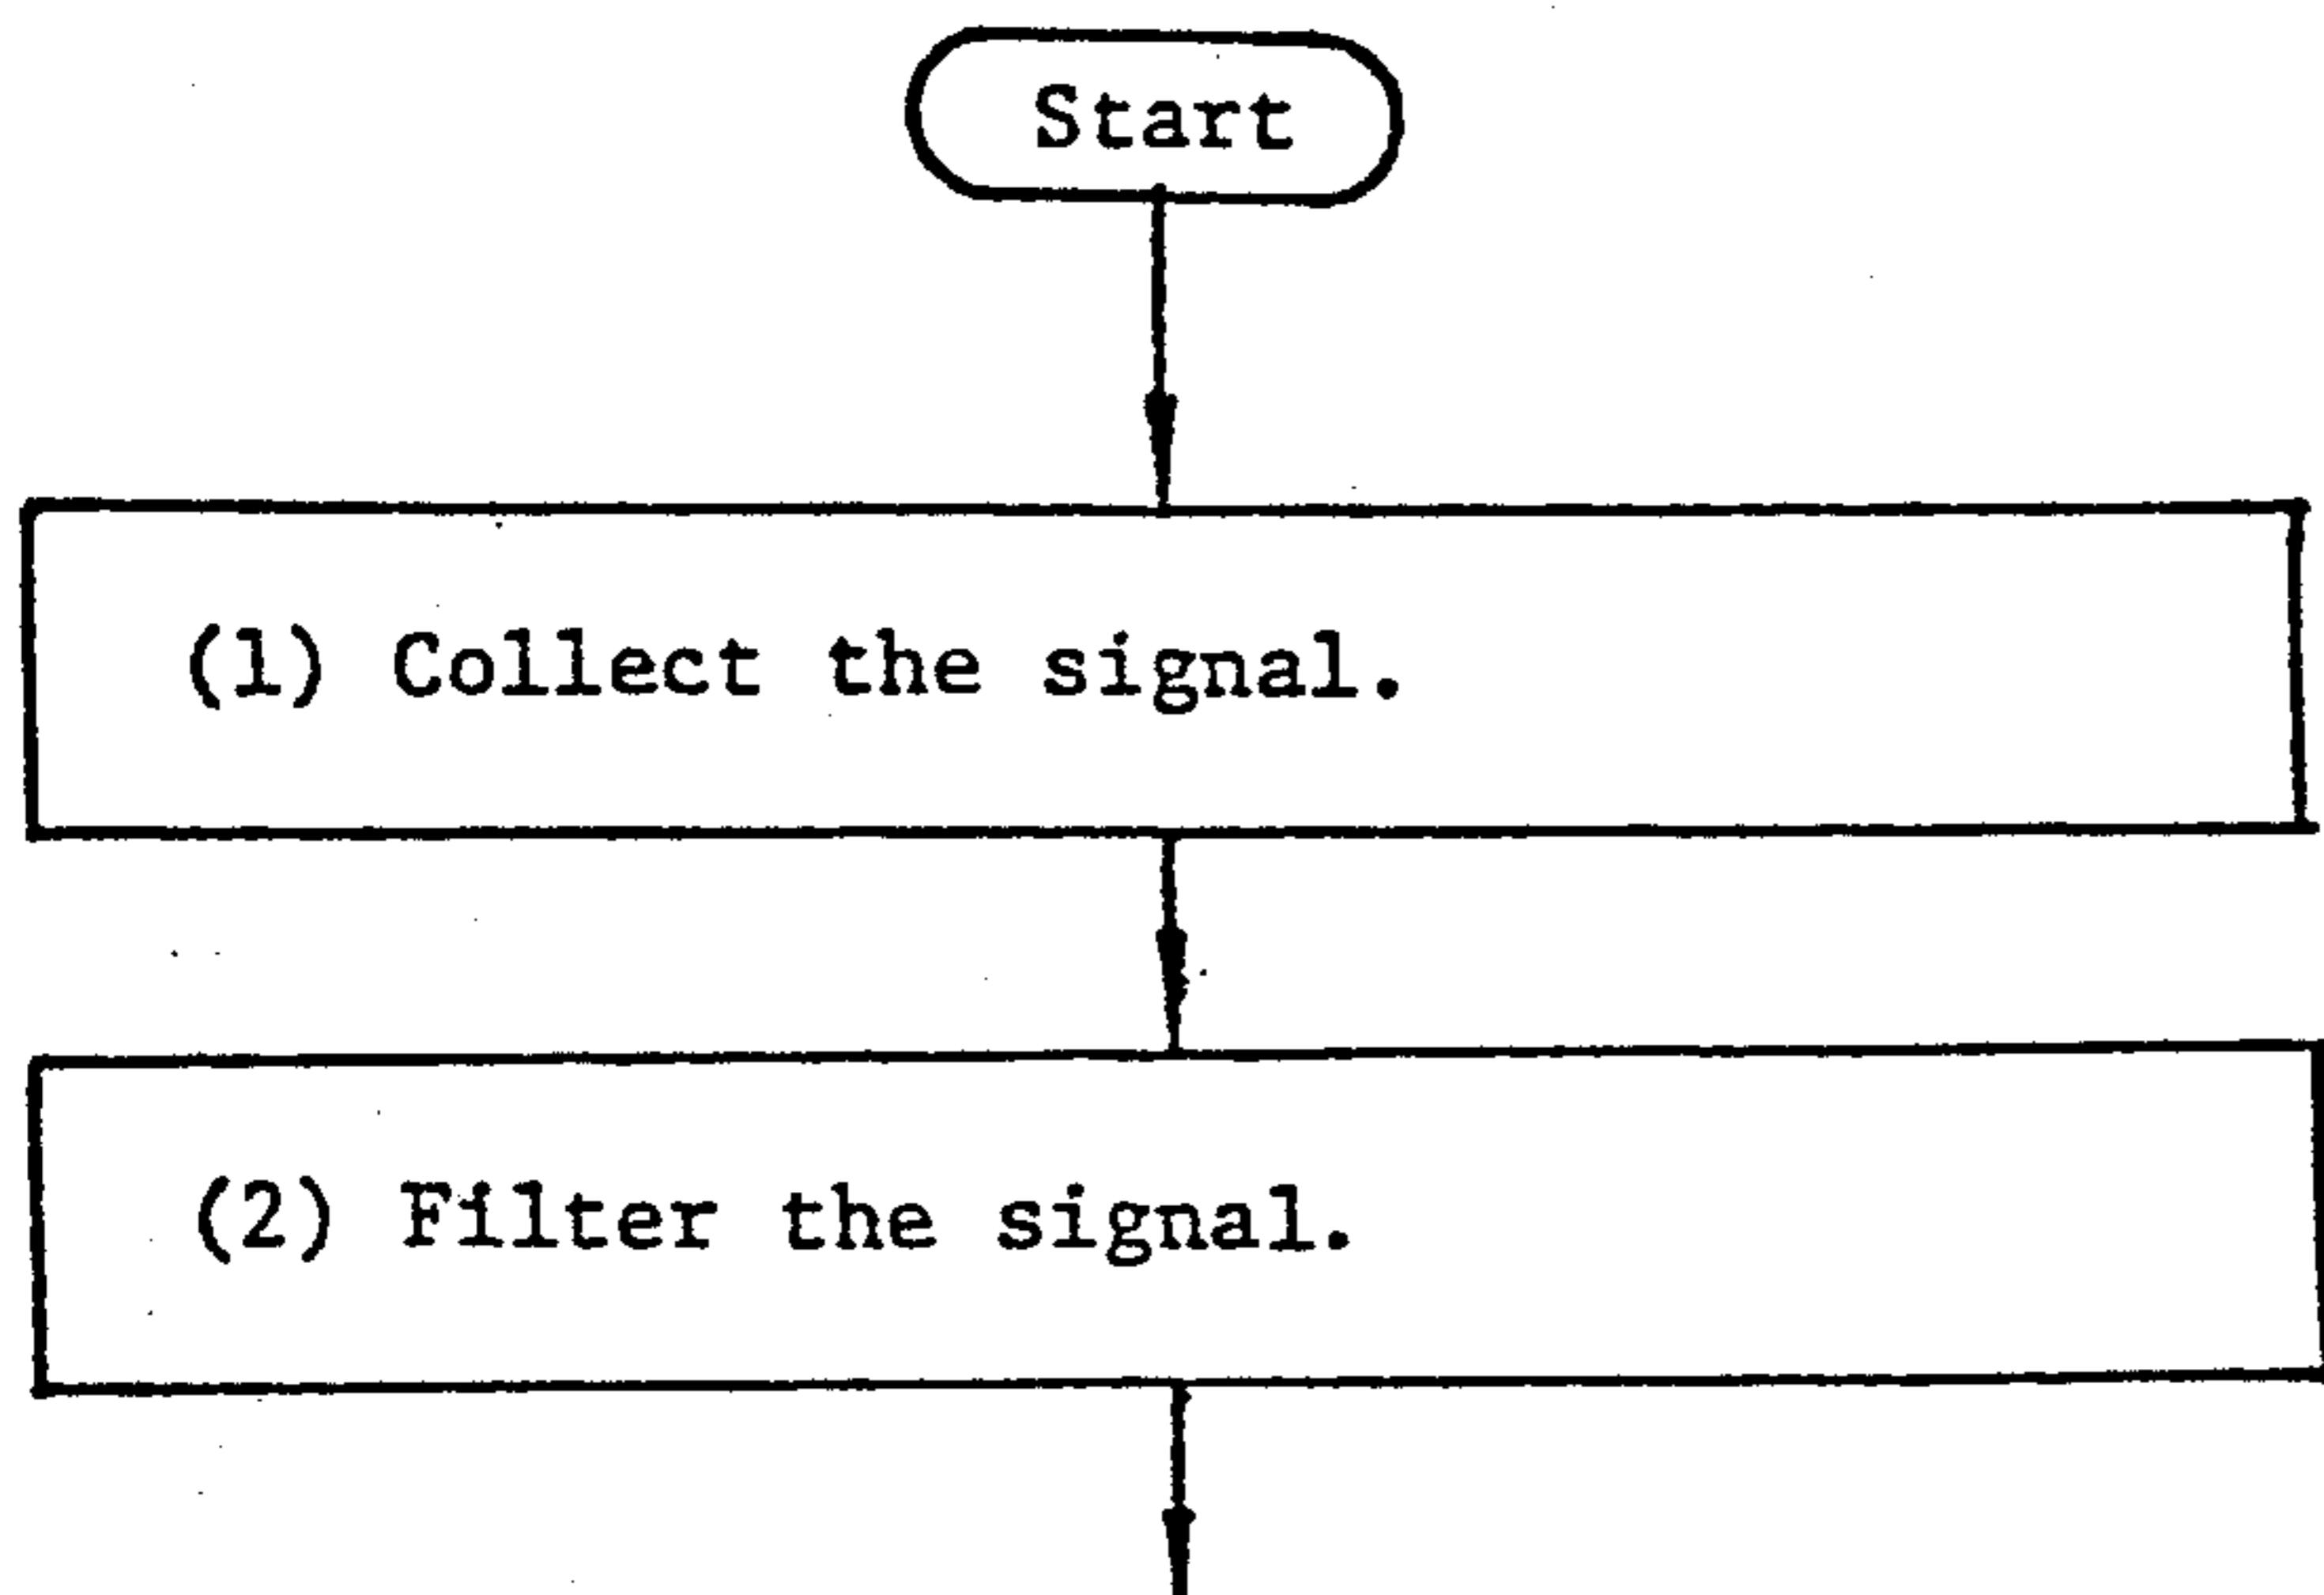 Start
(1) Collect the signal.
(2) Filter the signal.